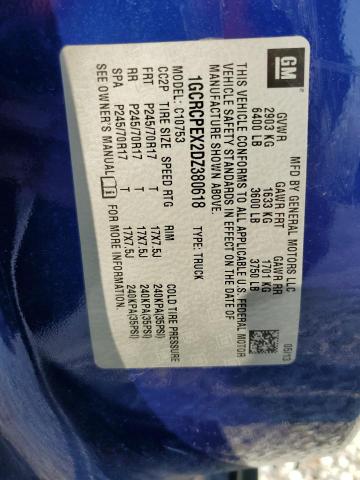 GM
MFD BY GENERAL MOTORS LLC 05/13
GVWR GAWR FRT GAWR RR
2903 KG 1633 KG 1701 KG
6400 LB 3600 LB 3750 LB
THIS VEHICLE CONFORMS TO ALL APPLICABLE U.S. FEDERAL MOTOR
VEHICLE SAFETY STANDARDS IN EFFECT ON THE DATE OF
MANUFACTURE SHOWN ABOVE.
1GCRCPEX2DZ380618 TYPE: TRUCK
MODEL: C10753
CC2P TIRE SIZE SPEED RTG RIM COLD TIRE PRESSURE
FRT P245/70R17 T 17X7.5J 240KPA(35PSI)
RR P245/70R17 T 17X7.5J 240KPA(35PSI)
SPA P245/70R17 T 17X7.5J 240KPA(35PSI)
SEE OWNER'S MANUAL FOR MORE INFORMATION.